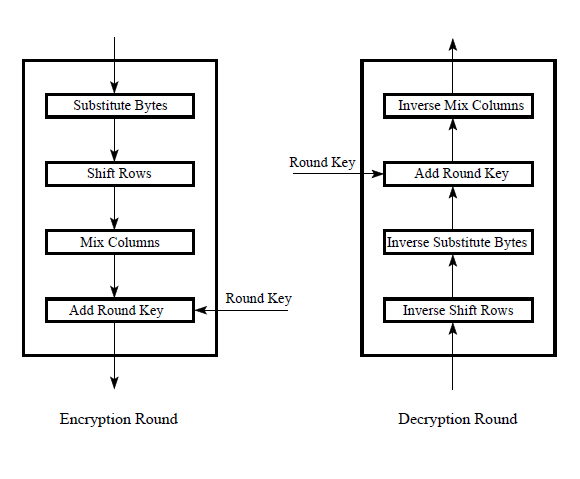 Substitute Bytes
Shift Rows
Mix Columns
Add Round Key
Round Key
Encryption Round
Inverse Mix Columns
Round Key
Add Round Key
Inverse Substitute Bytes
Inverse Shift Rows
Decryption Round